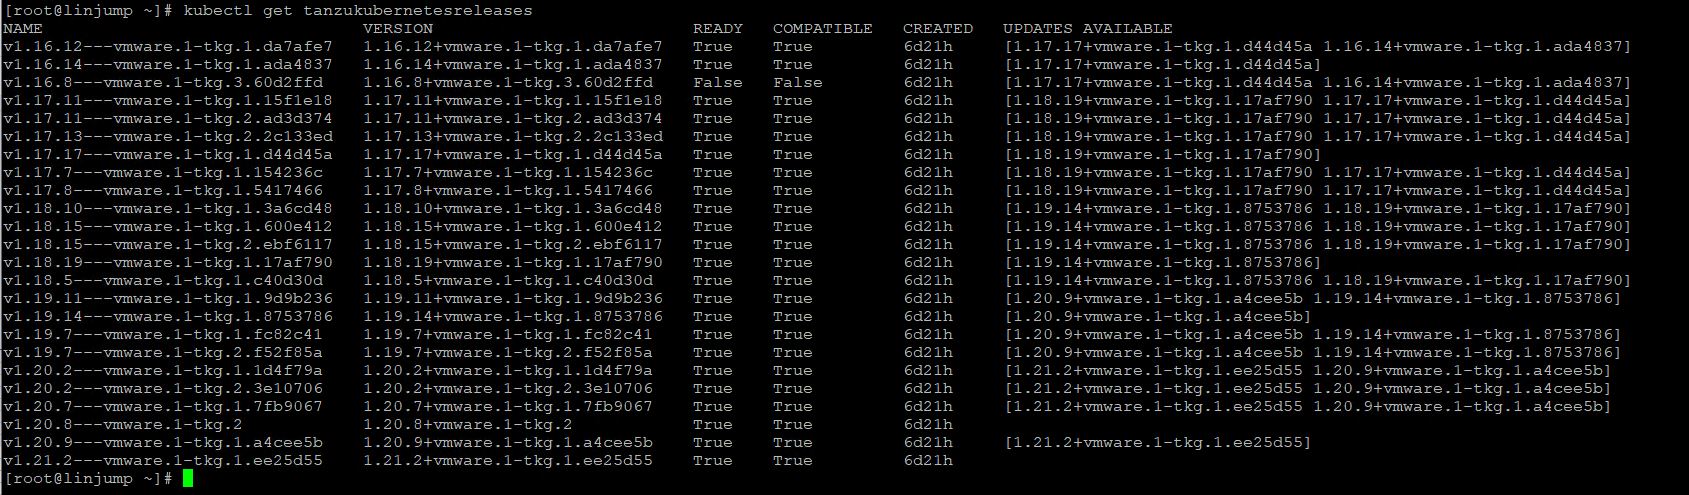 [root@linjump ~]# kubectl get tanzukubernetesreleases
NAME VERSION READY COMPATIBLE CREATED UPDATES AVAILABLE
v1.16.12---vmware.1-tkg.1.da7afe7 1.16.12+vmware.1-tkg.1.da7afe7 True True 6d21h [1.17.17+vmware.1-tkg.1.d44d45a 1.16.14+vmware.1-tkg.1.ada4837]
v1.16.14---vmware.1-tkg.1.ada4837 1.16.14+vmware.1-tkg.1.ada4837 True True 6d21h [1.17.17+vmware.1-tkg.1.d44d45a]
v1.16.8---vmware.1-tkg.3.60d2ffd 1.16.8+vmware.1-tkg.3.60d2ffd False False 6d21h [1.17.17+vmware.1-tkg.1.d44d45a 1.16.14+vmware.1-tkg.1.ada4837]
v1.17.11---vmware.1-tkg.1.15f1e18 1.17.11+vmware.1-tkg.1.15f1e18 True True 6d21h [1.18.19+vmware.1-tkg.1.17af790 1.17.17+vmware.1-tkg.1.d44d45a]
v1.17.11---vmware.1-tkg.2.ad3d374 1.17.11+vmware.1-tkg.2.ad3d374 True True 6d21h [1.18.19+vmware.1-tkg.1.17af790 1.17.17+vmware.1-tkg.1.d44d45a]
v1.17.13---vmware.1-tkg.2.2c133ed 1.17.13+vmware.1-tkg.2.2c133ed True True 6d21h [1.18.19+vmware.1-tkg.1.17af790 1.17.17+vmware.1-tkg.1.d44d45a]
v1.17.17---vmware.1-tkg.1.d44d45a 1.17.17+vmware.1-tkg.1.d44d45a True True 6d21h [1.18.19+vmware.1-tkg.1.17af790]
v1.17.7---vmware.1-tkg.1.154236c 1.17.7+vmware.1-tkg.1.154236c True True 6d21h [1.18.19+vmware.1-tkg.1.17af790 1.17.17+vmware.1-tkg.1.d44d45a]
v1.17.8---vmware.1-tkg.1.5417466 1.17.8+vmware.1-tkg.1.5417466 True True 6d21h [1.18.19+vmware.1-tkg.1.17af790 1.17.17+vmware.1-tkg.1.d44d45a]
v1.18.10---vmware.1-tkg.1.3a6cd48 1.18.10+vmware.1-tkg.1.3a6cd48 True True 6d21h [1.19.14+vmware.1-tkg.1.8753786 1.18.19+vmware.1-tkg.1.17af790]
v1.18.15---vmware.1-tkg.1.600e412 1.18.15+vmware.1-tkg.1.600e412 True True 6d21h [1.19.14+vmware.1-tkg.1.8753786 1.18.19+vmware.1-tkg.1.17af790]
v1.18.15---vmware.1-tkg.2.ebf6117 1.18.15+vmware.1-tkg.2.ebf6117 True True 6d21h [1.19.14+vmware.1-tkg.1.8753786 1.18.19+vmware.1-tkg.1.17af790]
v1.18.19---vmware.1-tkg.1.17af790 1.18.19+vmware.1-tkg.1.17af790 True True 6d21h [1.19.14+vmware.1-tkg.1.8753786]
v1.18.5---vmware.1-tkg.1.c40d30d 1.18.5+vmware.1-tkg.1.c40d30d True True 6d21h [1.19.14+vmware.1-tkg.1.8753786 1.18.19+vmware.1-tkg.1.17af790]
v1.19.11---vmware.1-tkg.1.9d9b236 1.19.11+vmware.1-tkg.1.9d9b236 True True 6d21h [1.20.9+vmware.1-tkg.1.a4cee5b 1.19.14+vmware.1-tkg.1.8753786]
v1.19.14---vmware.1-tkg.1.8753786 1.19.14+vmware.1-tkg.1.8753786 True True 6d21h [1.20.9+vmware.1-tkg.1.a4cee5b]
v1.19.7---vmware.1-tkg.1.fc82c41 1.19.7+vmware.1-tkg.1.fc82c41 True True 6d21h [1.20.9+vmware.1-tkg.1.a4cee5b 1.19.14+vmware.1-tkg.1.8753786]
v1.19.7---vmware.1-tkg.2.f52f85a 1.19.7+vmware.1-tkg.2.f52f85a True True 6d21h [1.20.9+vmware.1-tkg.1.a4cee5b 1.19.14+vmware.1-tkg.1.8753786]
v1.20.2---vmware.1-tkg.1.1d4f79a 1.20.2+vmware.1-tkg.1.1d4f79a True True 6d21h [1.21.2+vmware.1-tkg.1.ee25d55 1.20.9+vmware.1-tkg.1.a4cee5b]
v1.20.2---vmware.1-tkg.2.3e10706 1.20.2+vmware.1-tkg.2.3e10706 True True 6d21h [1.21.2+vmware.1-tkg.1.ee25d55 1.20.9+vmware.1-tkg.1.a4cee5b]
v1.20.7---vmware.1-tkg.1.7fb9067 1.20.7+vmware.1-tkg.1.7fb9067 True True 6d21h [1.21.2+vmware.1-tkg.1.ee25d55 1.20.9+vmware.1-tkg.1.a4cee5b]
v1.20.8---vmware.1-tkg.2 1.20.8+vmware.1-tkg.2 True True 6d21h
v1.20.9---vmware.1-tkg.1.a4cee5b 1.20.9+vmware.1-tkg.1.a4cee5b True True 6d21h [1.21.2+vmware.1-tkg.1.ee25d55]
v1.21.2---vmware.1-tkg.1.ee25d55 1.21.2+vmware.1-tkg.1.ee25d55 True True 6d21h
[root@linjump ~]#